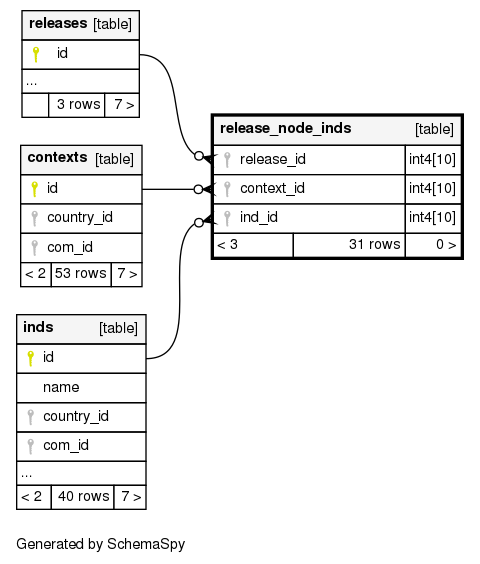 releases [table]
id
...
3 rows 7 >
contexts [table]
id
country_id
com_id
< 2 53 rows 7 >
inds [table]
id
name
country_id
com_id
...
< 2 40 rows 7 >
release_node_inds [table]
release_id int4[10]
context_id int4[10]
ind_id int4[10]
< 3 31 rows 0 >
Generated by SchemaSpy